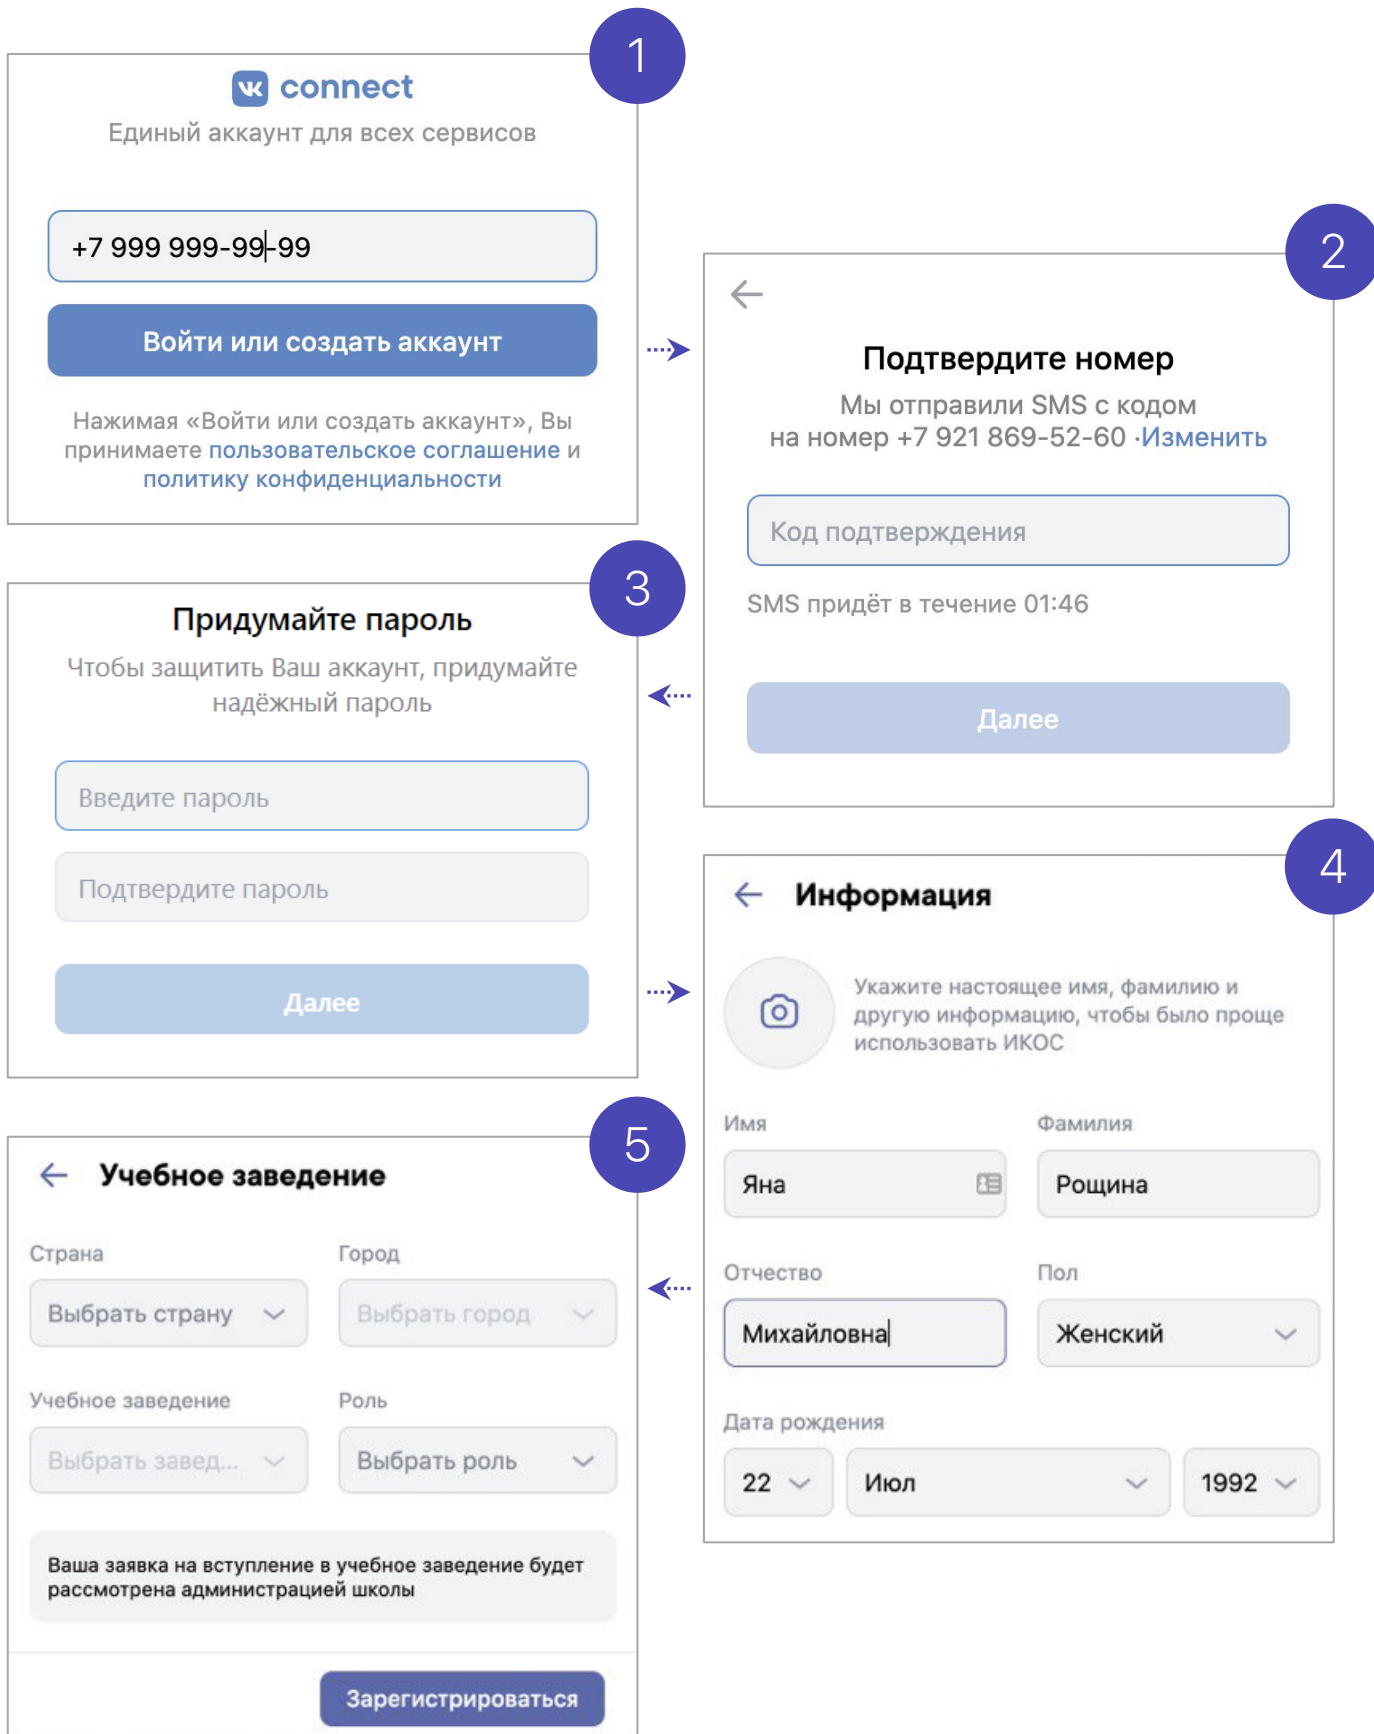 1
VK connect
Единый аккаунт для всех сервисов
+7 999 999-99-99
Войти или создать аккаунт
Нажимая «Войти или создать аккаунт», Вы
принимаете пользовательское соглашение и
политику конфиденциальности
2
Подтвердите номер
Мы отправили SMS с кодом
на номер +7 921 869-52-60 ·Изменить
Код подтверждения
SMS придёт в течение 01:46
Далее
3
Придумайте пароль
Чтобы защитить Ваш аккаунт, придумайте
надёжный пароль
Введите пароль
Подтвердите пароль
Далее
4
Информация
Укажите настоящее имя, фамилию и
другую информацию, чтобы было проще
использовать ИКОС
Имя Фамилия
Яна Рощина
Отчество Пол
Михайловна Женский
Дата рождения
22 Июл 1992
5
Учебное заведение
Страна Город
Выбрать страну Выбрать город
Учебное заведение Роль
Выбрать завед... Выбрать роль
Ваша заявка на вступление в учебное заведение будет
рассмотрена администрацией школы
Зарегистрироваться